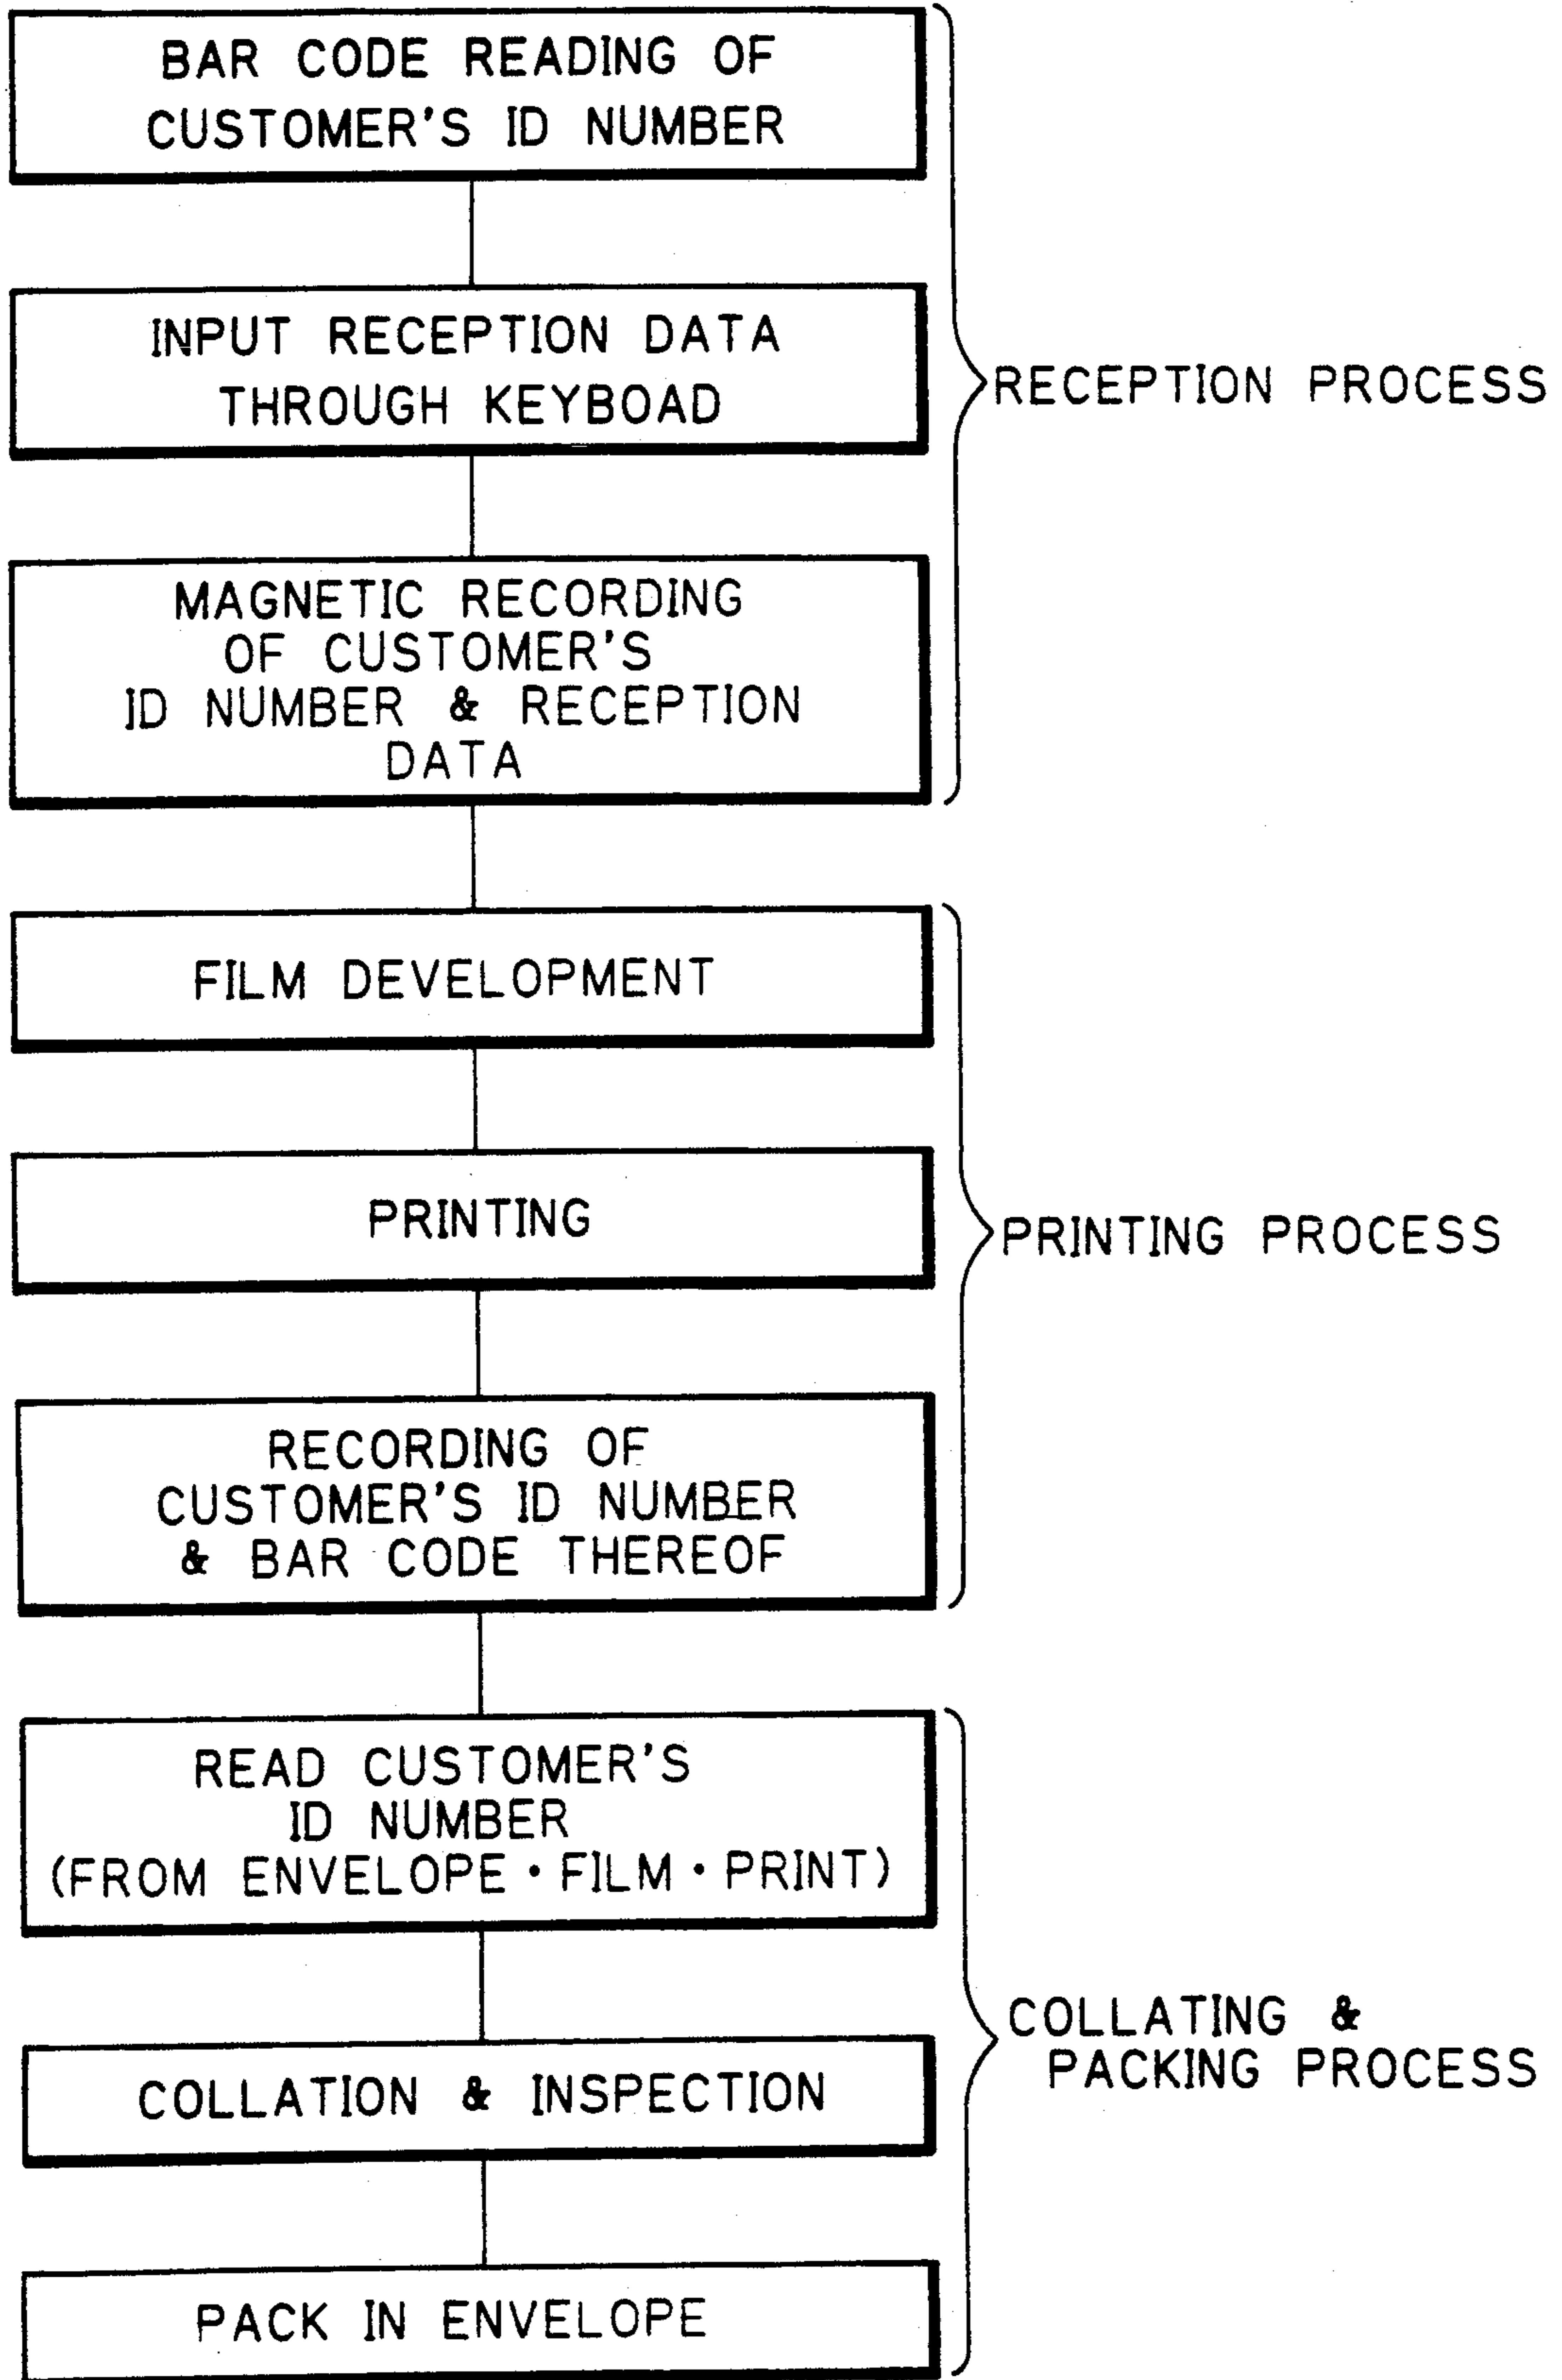 BAR CODE READING OF
CUSTOMER'S ID NUMBER
INPUT RECEPTION DATA
THROUGH KEYBOAD
MAGNETIC RECORDING
OF CUSTOMER'S
ID NUMBER & RECEPTION
DATA
RECEPTION PROCESS
FILM DEVELOPMENT
PRINTING
RECORDING OF
CUSTOMER'S ID NUMBER
& BAR CODE THEREOF
PRINTING PROCESS
READ CUSTOMER'S
ID NUMBER
(FROM ENVELOPE・FILM・PRINT)
COLLATION & INSPECTION
PACK IN ENVELOPE
COLLATING &
PACKING PROCESS